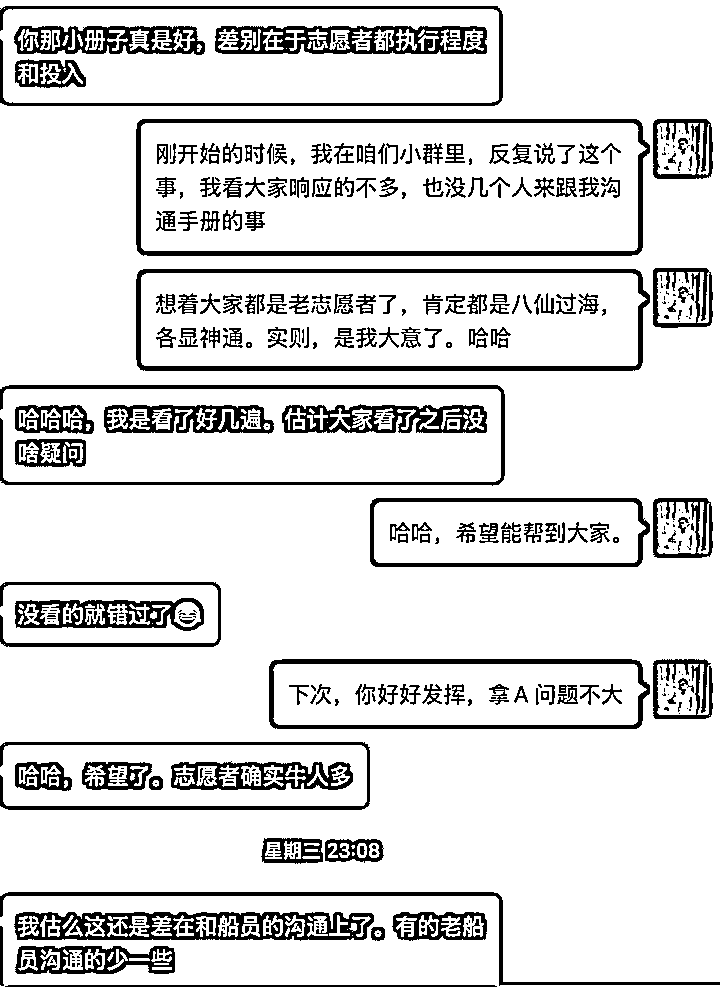 你那小册子真是好，差别在于志愿者都执行程度
和投入
刚开始的时候，我在咱们小群里，反复说了这个
事，我看大家响应的不多，也没几个人来跟我沟
通手册的事
想着大家都是老志愿者了，肯定都是八仙过海，
各显神通。实则，是我大意了。哈哈
哈哈哈，我是看了好几遍。估计大家看了之后没
啥疑问
哈哈，希望能帮到大家。
没看的就错过了😄
下次，你好好发挥，拿 A 问题不大
哈哈，希望了。志愿者确实牛人多
星期三 23:08
我估么这还是差在和船员的沟通上了。有的老船
员沟通的少一些